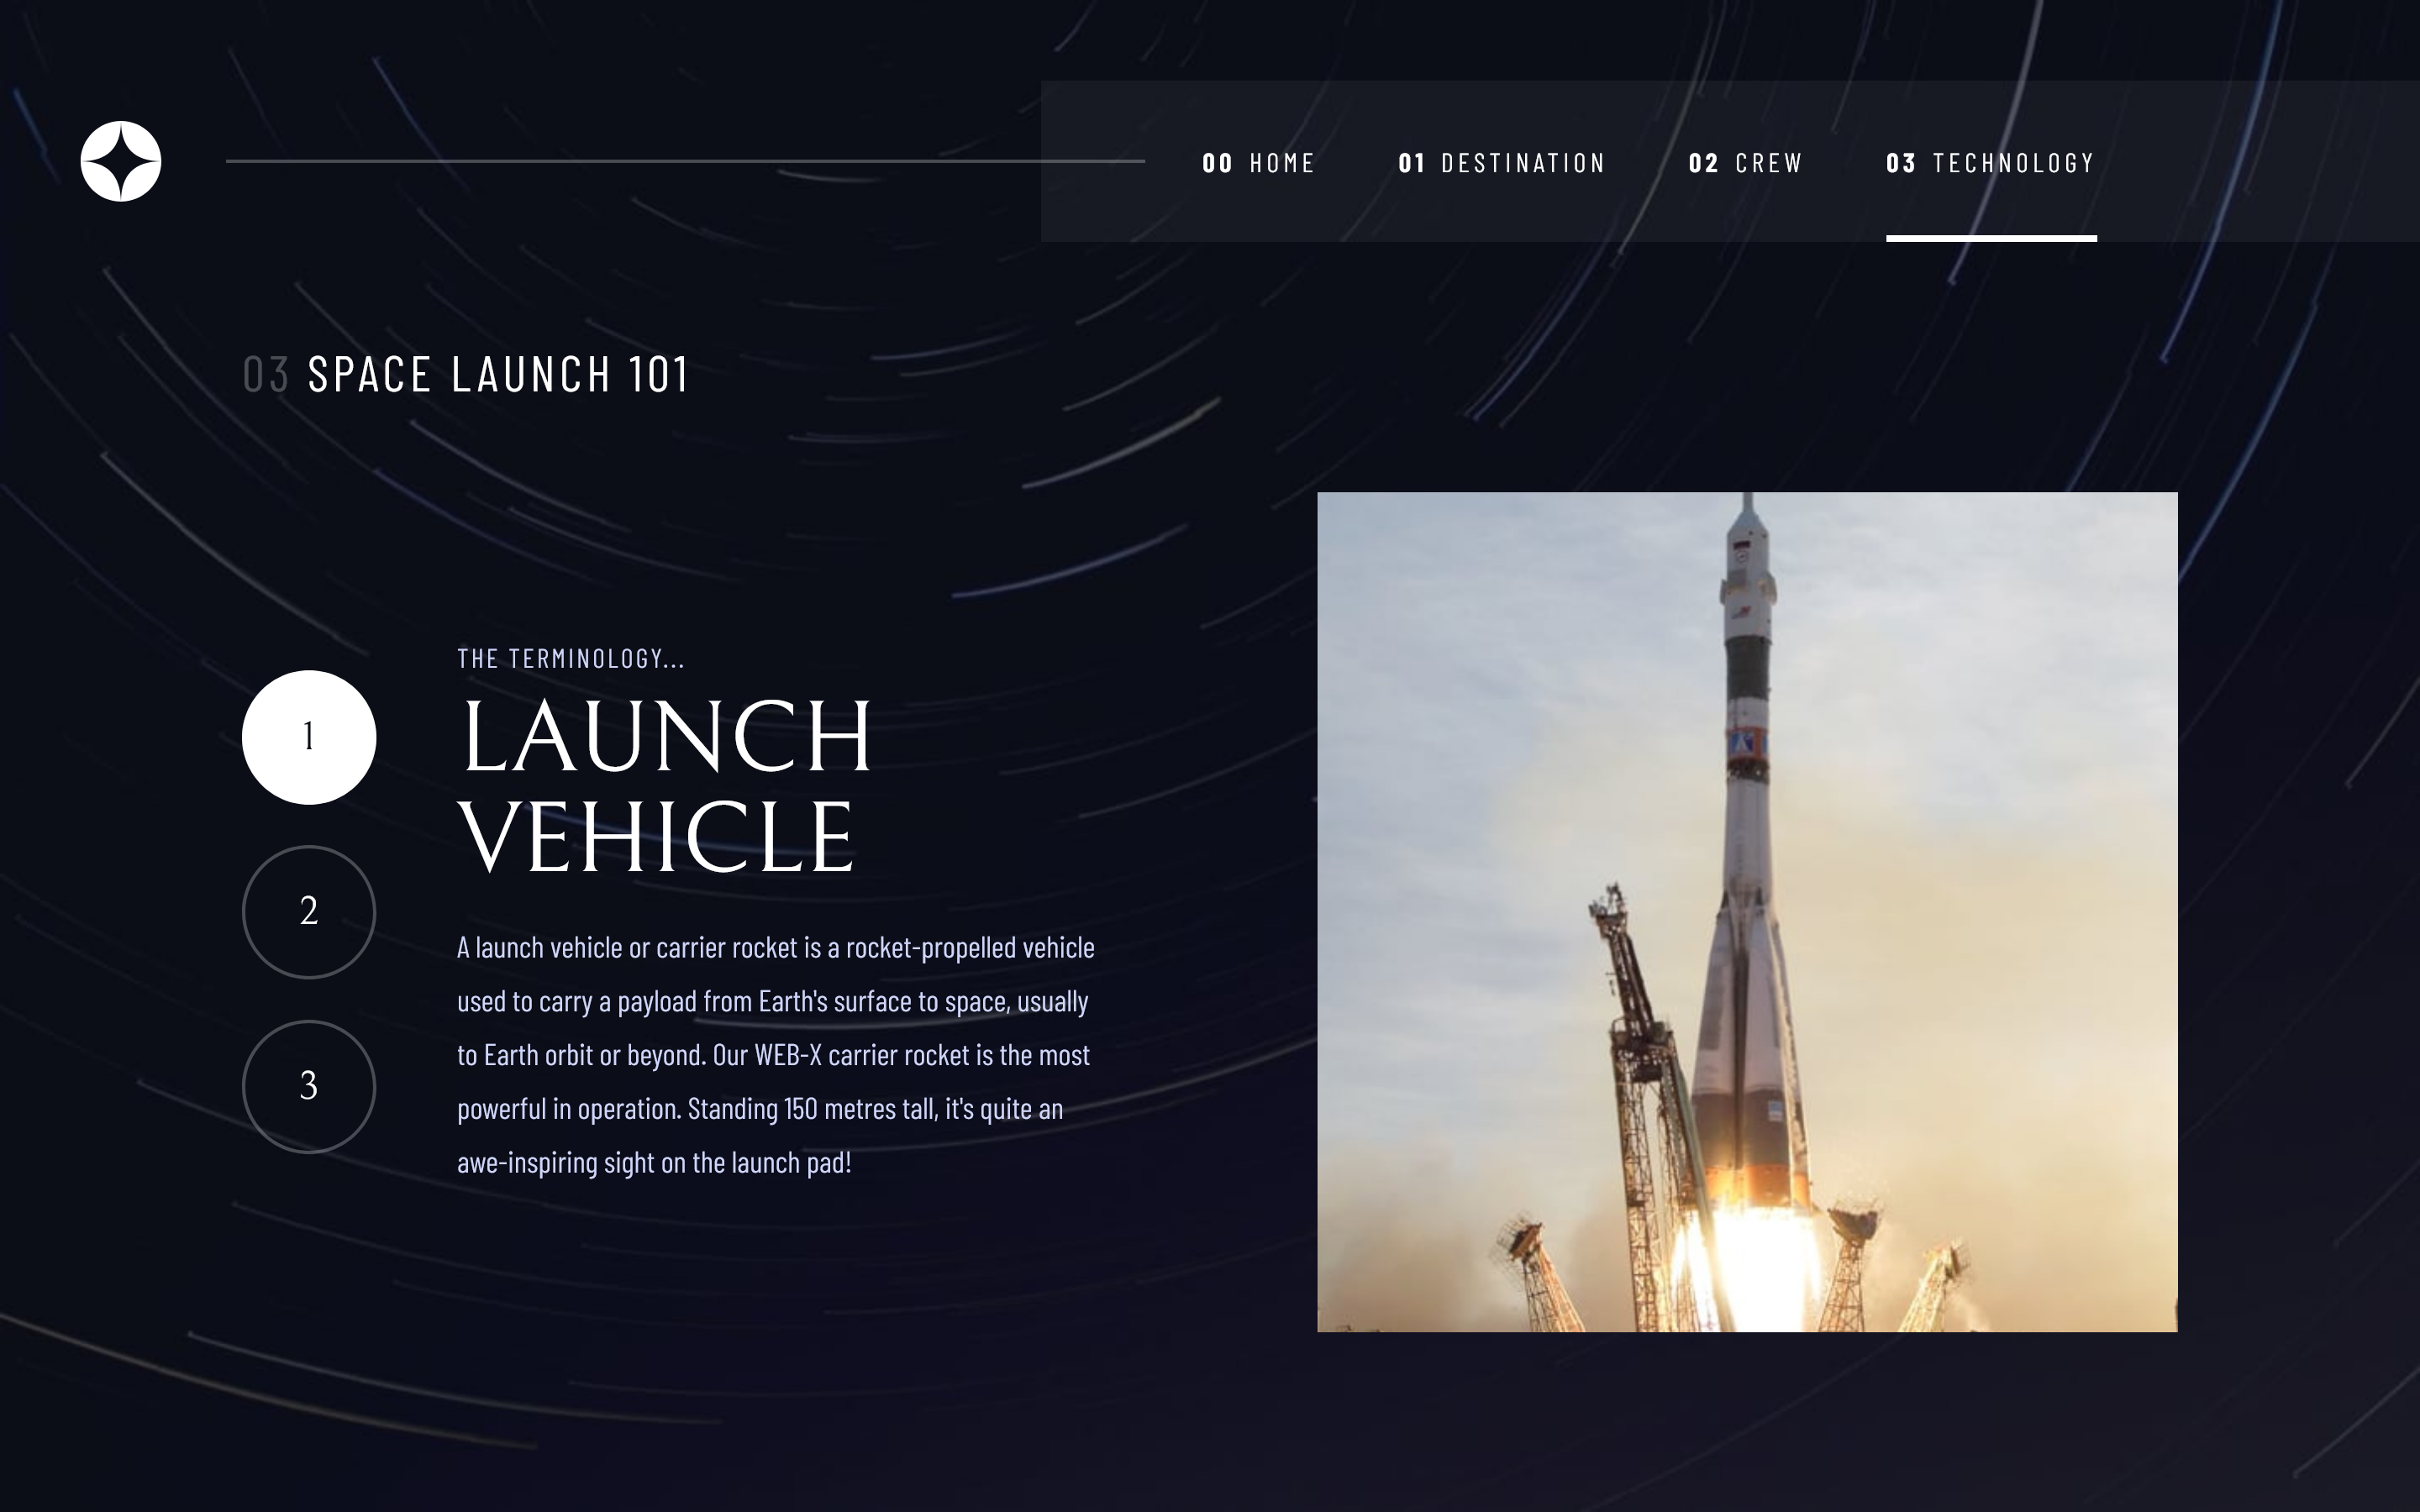 00 HOME
01 DESTINATION
02 CREW
03 TECHNOLOGY
03 SPACE LAUNCH 101
THE TERMINOLOGY...
1
LAUNCH
VEHICLE
2
A launch vehicle or carrier rocket is a rocket-propelled vehicle
used to carry a payload from Earth's surface to space, usually
to Earth orbit or beyond. Our WEB-X carrier rocket is the most
3
powerful in operation. Standing 150 metres tall, it's quite an
awe-inspiring sight on the launch pad!